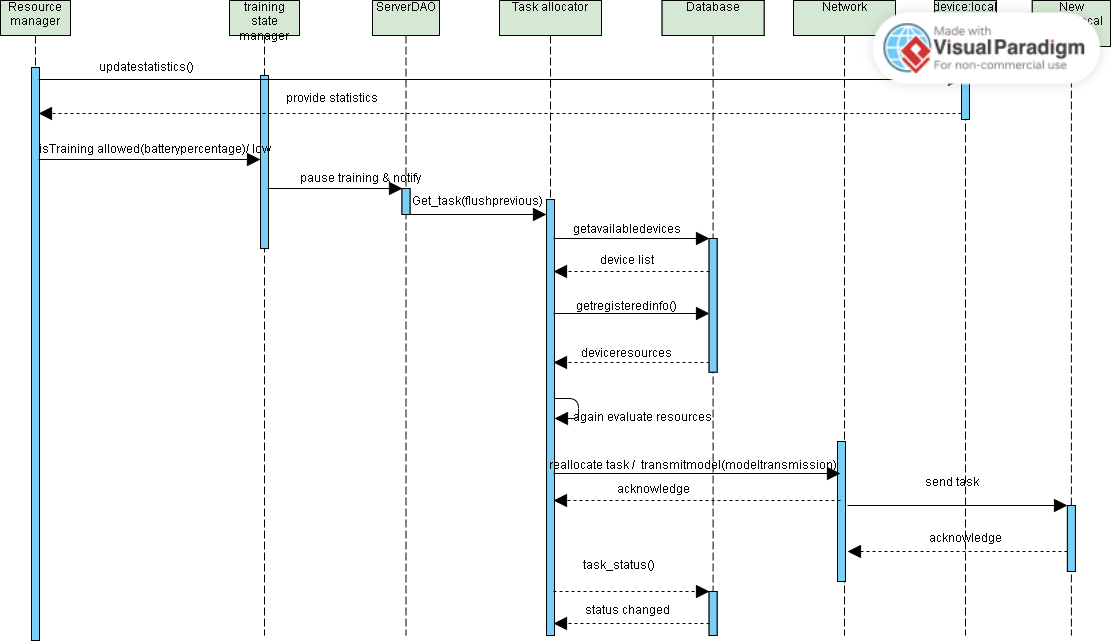 Resource
manager
training
state
manager
ServerDAO
Task allocator
Database
Network
device:local
New
cal
Made with
VisualParadigm
For non-commercial use
updatestatistics()
provide statistics
isTraining allowed(batterypercentage)/ low
pause training & notify
Get_task(flushprevious)
getavailabledevices
device list
getregisteredinfo()
deviceresources
again evaluate resources
reallocate task / transmitmodel(modeltransmission)
acknowledge
send task
acknowledge
task_status()
status changed